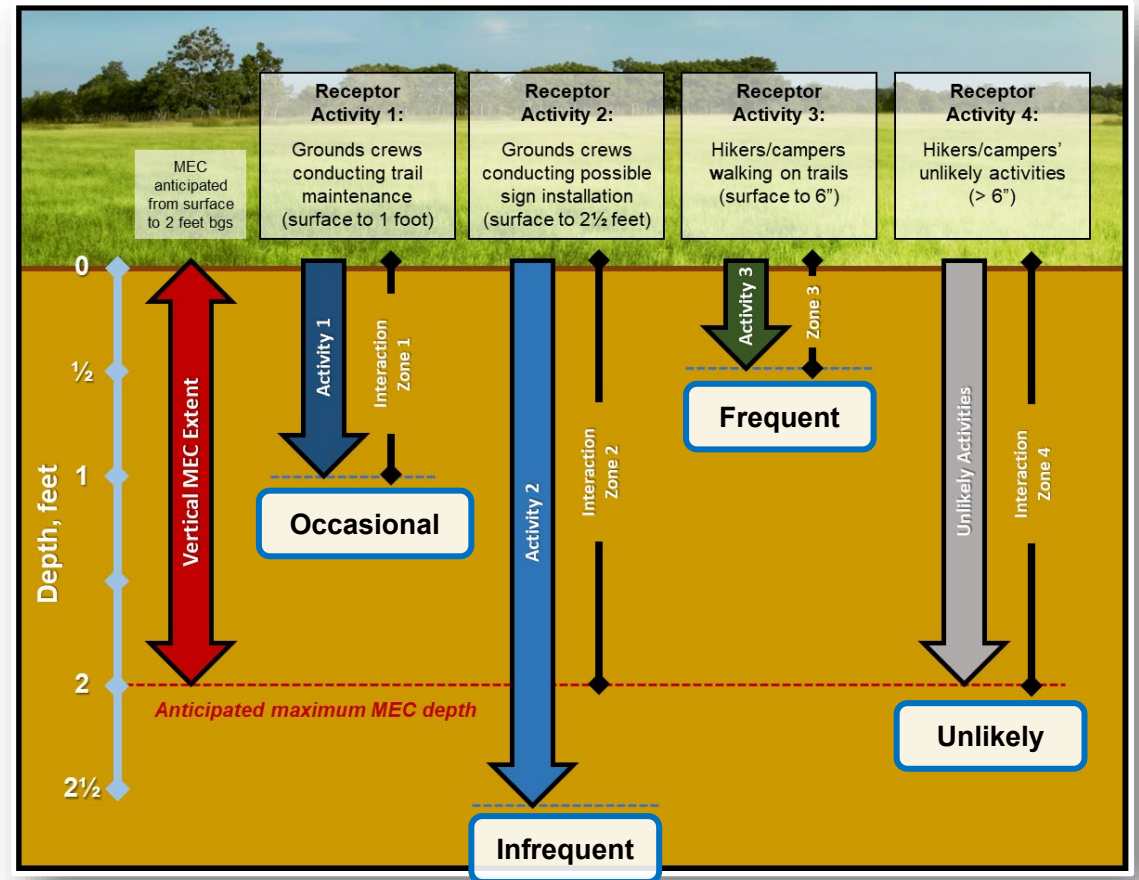 MEC
anticipated
from surface
to 2 feet bgs
Receptor
Activity 1:
Grounds crews
conducting trail
maintenance
(surface to 1 foot)
Receptor
Activity 2:
Grounds crews
conducting possible
sign installation
(surface to 2½ feet)
Receptor
Activity 3:
Hikers/campers
walking on trails
(surface to 6”)
Receptor
Activity 4:
Hikers/campers’
unlikely activities
(> 6”)
Depth, feet
0
½
1
2
2½
Vertical MEC Extent
Activity 1
Interaction
Zone 1
Occasional
Activity 2
Interaction
Zone 2
Infrequent
Activity 3
Zone 3
Frequent
Unlikely Activities
Interaction
Zone 4
Unlikely
Anticipated maximum MEC depth